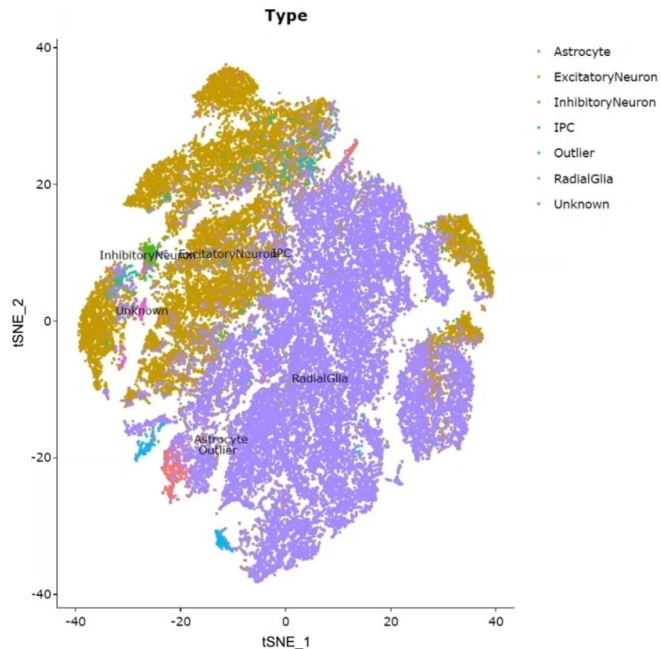 Type
40
20
0
-20
-40
-40
-20
0
20
40
tSNE_2
tSNE_1
InhibitoryNeuron
ExcitatoryNeuron
IPC
Unknown
RadialGlia
Astrocyte
Outlier
Astrocyte
ExcitatoryNeuron
InhibitoryNeuron
IPC
Outlier
RadialGlia
Unknown